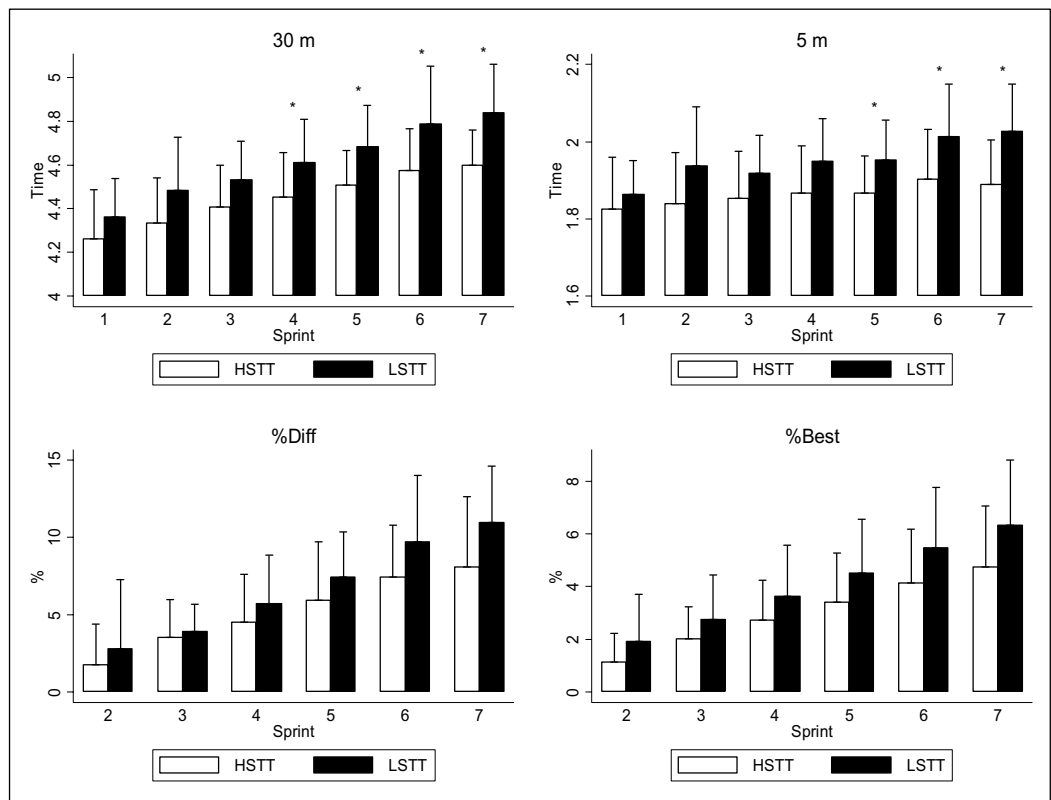 30 m
Time
5
4.8
4.6
4.4
4.2
4
* * * *
1 2 3 4 5 6 7
Sprint
HSTT LSTT
5 m
Time
2.2
2
1.8
1.6
* * *
1 2 3 4 5 6 7
Sprint
HSTT LSTT
%Diff
%
15
10
5
0
2 3 4 5 6 7
Sprint
HSTT LSTT
%Best
%
8
6
4
2
0
2 3 4 5 6 7
Sprint
HSTT LSTT